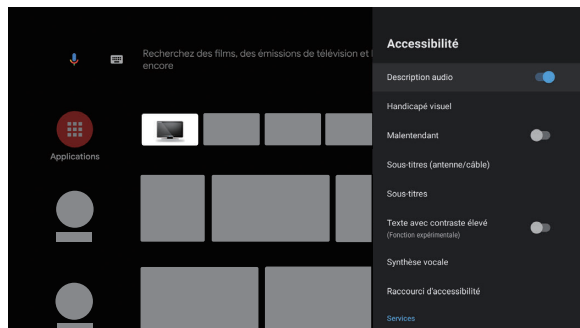 Recherchez des films, des émissions de télévision et
encore
Applications
Accessibilité
Description audio
Handicapé visuel
Malentendant
Sous-titres (antenne/câble)
Sous-titres
Texte avec contraste élevé
(Fonction expérimentale)
Synthèse vocale
Raccourci d'accessibilité
Services